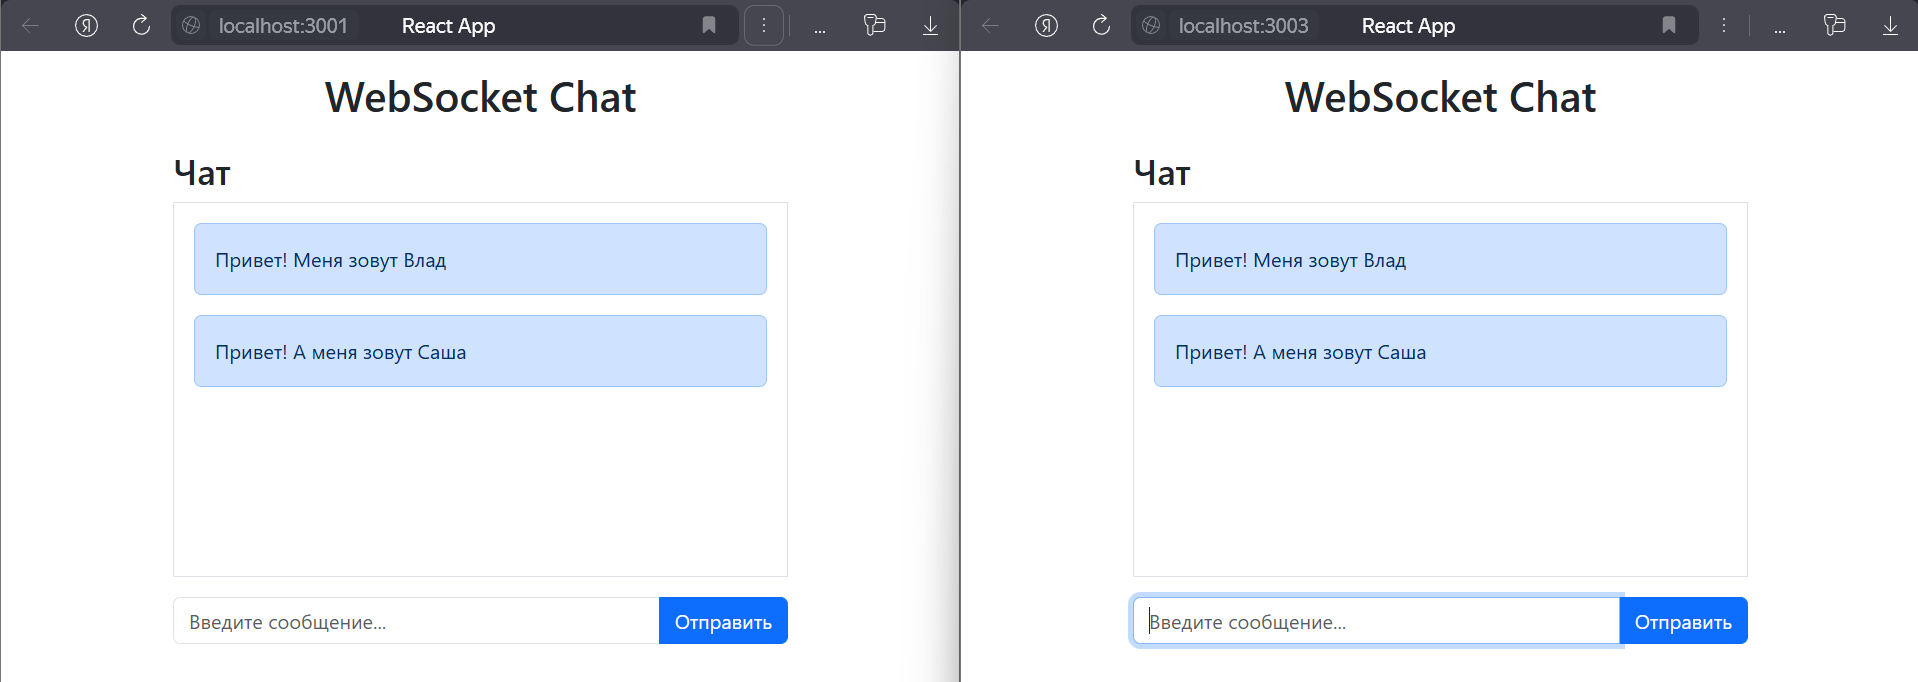 localhost:3001 React App
WebSocket Chat
Чат
Привет! Меня зовут Влад
Привет! А меня зовут Саша
Введите сообщение...
Отправить
localhost:3003 React App
WebSocket Chat
Чат
Привет! Меня зовут Влад
Привет! А меня зовут Саша
Введите сообщение...
Отправить